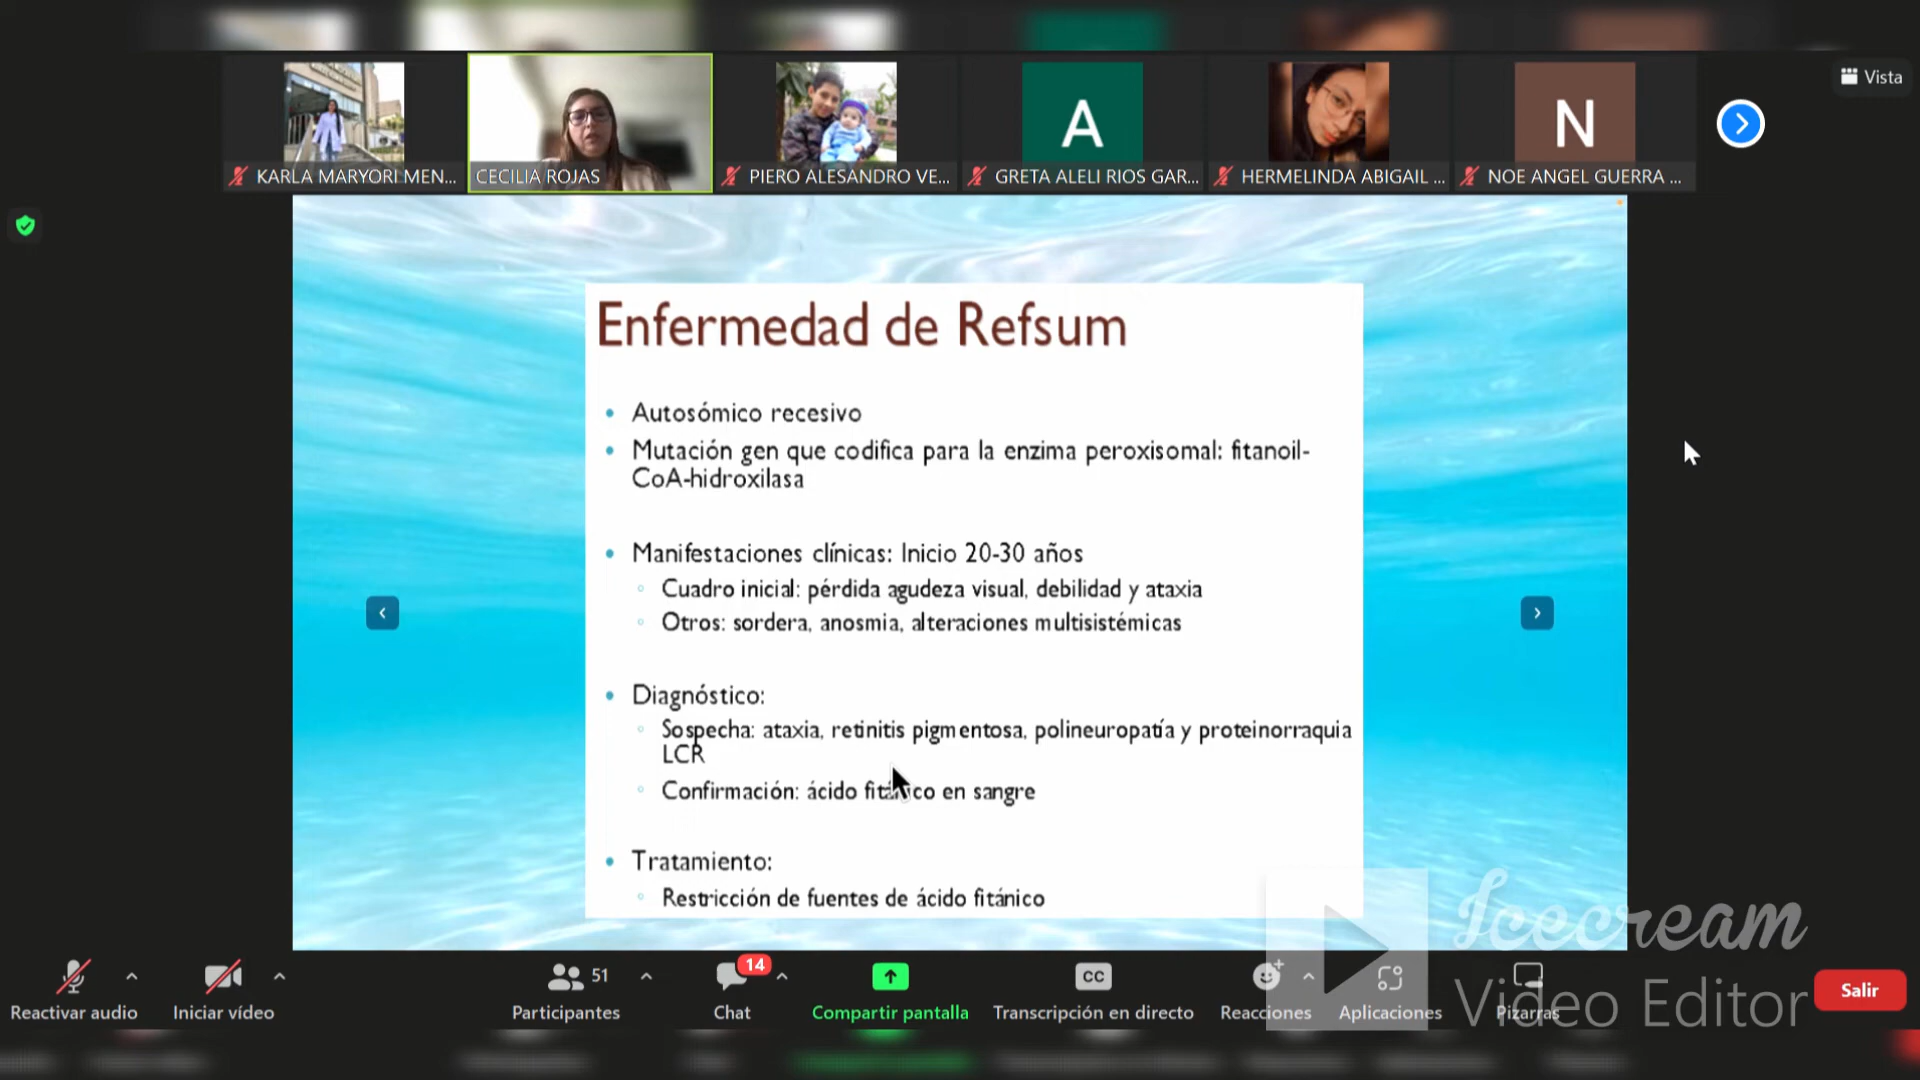 Vista
KARLA MARYORI MEN...
CECILIA ROJAS
PIERO ALESANDRO VE...
A
GRETA ALELI RIOS GAR...
HERMELINDA ABIGAIL ...
N
NOE ANGEL GUERRA ...
Enfermedad de Refsum
Autosómico recesivo
Mutación gen que codifica para la enzima peroxisomal: fitanoil-
CoA-hidroxilasa
Manifestaciones clínicas: Inicio 20-30 años
Cuadro inicial: pérdida agudeza visual, debilidad y ataxia
Otros: sordera, anosmia, alteraciones multisistémicas
Diagnóstico:
Sospecha: ataxia, retinitis pigmentosa, polineuropatía y proteinorraquia
LCR
Confirmación: ácido fitánico en sangre
Tratamiento:
Restricción de fuentes de ácido fitánico
Icecream
Video Editor
51
14
CC
Reactivar audio
Iniciar vídeo
Participantes
Chat
Compartir pantalla
Transcripción en directo
Reacciones
Aplicaciones
Pizarras
Salir